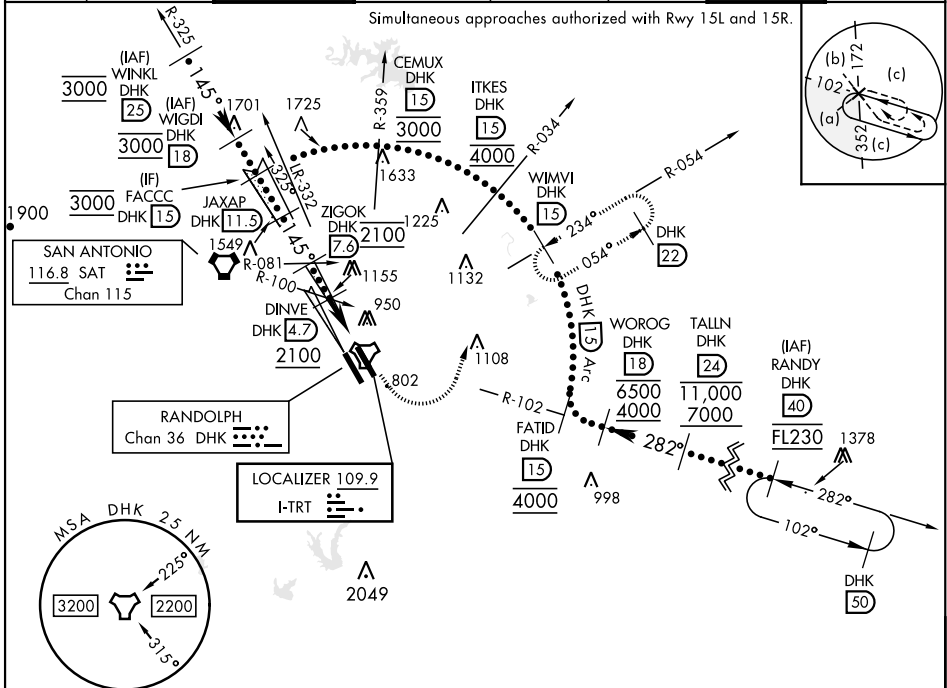 Simultaneous approaches authorized with Rwy 15L and 15R.
R-325
(IAF)
WINKL
DHK
25
3000
145°
(IAF)
WIGDI
DHK
18
3000
1701
1725
R-359
CEMUX
DHK
15
3000
ITKES
DHK
15
4000
R-034
(b)
172
102
(c)
(a)
352
(c)
(IF)
FACCC
DHK 15
3000
325°
LR-332
1633
WIMVI
DHK
15
R-054
234°
054°
DHK
22
1900
JAXAP
DHK 11.5
145°
ZIGOK
DHK
7.6
2100
1225
1549
R-081
R-100
1155
1132
950
SAN ANTONIO
116.8 SAT
Chan 115
DINVE
DHK 4.7
2100
1108
802
DHK 15 Arc
WOROG
DHK
18
6500
4000
TALLN
DHK
24
11,000
7000
(IAF)
RANDY
DHK
40
FL230
1378
R-102
FATID
DHK
15
4000
282°
998
282°
102°
DHK
50
RANDOLPH
Chan 36 DHK
LOCALIZER 109.9
I-TRT
2049
MSA DHK 25 NM
225°
3200
2200
315°